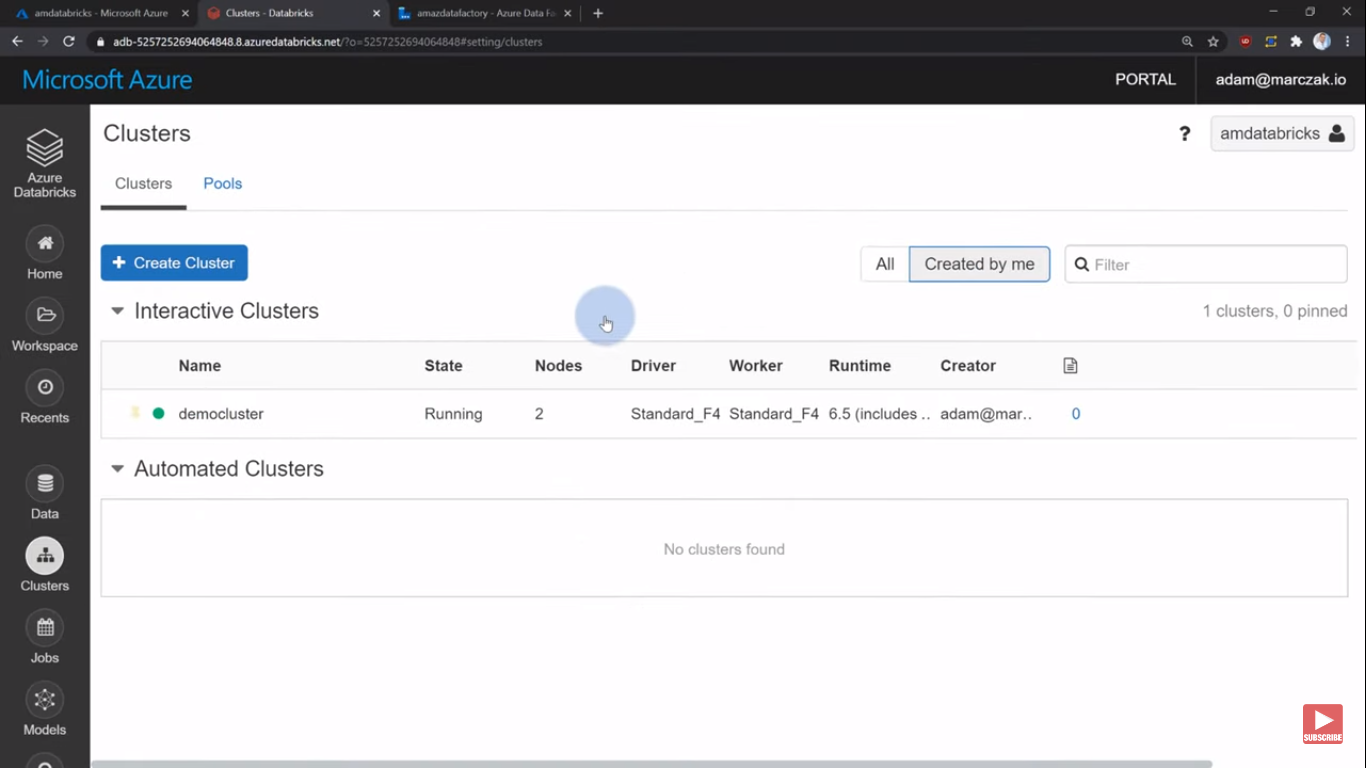 amdatabricks - Microsoft Azure
Clusters - Databricks
amazdatafactory - Azure Data Fa
adb-5257252694064848.8.azuredatabricks.net/?o=5257252694064848#setting/clusters
Microsoft Azure
PORTAL
adam@marczak.io
Azure
Databricks
Home
Workspace
Recents
Data
Clusters
Jobs
Models
Clusters
?
amdatabricks
Clusters
Pools
+ Create Cluster
All
Created by me
Filter
Interactive Clusters
1 clusters, 0 pinned
Name State Nodes Driver Worker Runtime Creator
democluster Running 2 Standard_F4 Standard_F4 6.5 (includes .. adam@mar.. 0
Automated Clusters
No clusters found
SUBSCRIBE